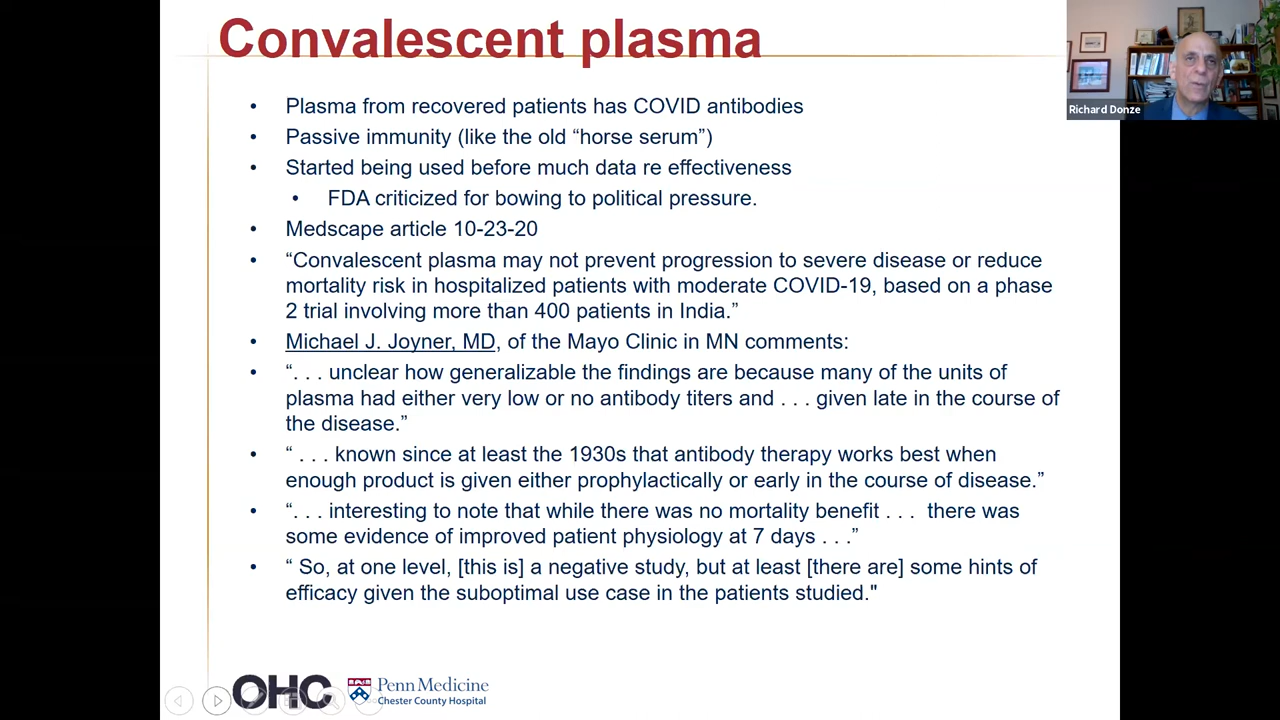 Convalescent plasma
Richard Donze
• Plasma from recovered patients has COVID antibodies
• Passive immunity (like the old “horse serum”)
• Started being used before much data re effectiveness
• FDA criticized for bowing to political pressure.
• Medscape article 10-23-20
• “Convalescent plasma may not prevent progression to severe disease or reduce
mortality risk in hospitalized patients with moderate COVID-19, based on a phase
2 trial involving more than 400 patients in India.”
• Michael J. Joyner, MD, of the Mayo Clinic in MN comments:
• “. . . unclear how generalizable the findings are because many of the units of
plasma had either very low or no antibody titers and . . . given late in the course of
the disease.”
• “ . . . known since at least the 1930s that antibody therapy works best when
enough product is given either prophylactically or early in the course of disease.”
• “. . . interesting to note that while there was no mortality benefit . . .  there was
some evidence of improved patient physiology at 7 days . . .”
• “ So, at one level, [this is] a negative study, but at least [there are] some hints of
efficacy given the suboptimal use case in the patients studied."
OHC
Penn Medicine
Chester County Hospital